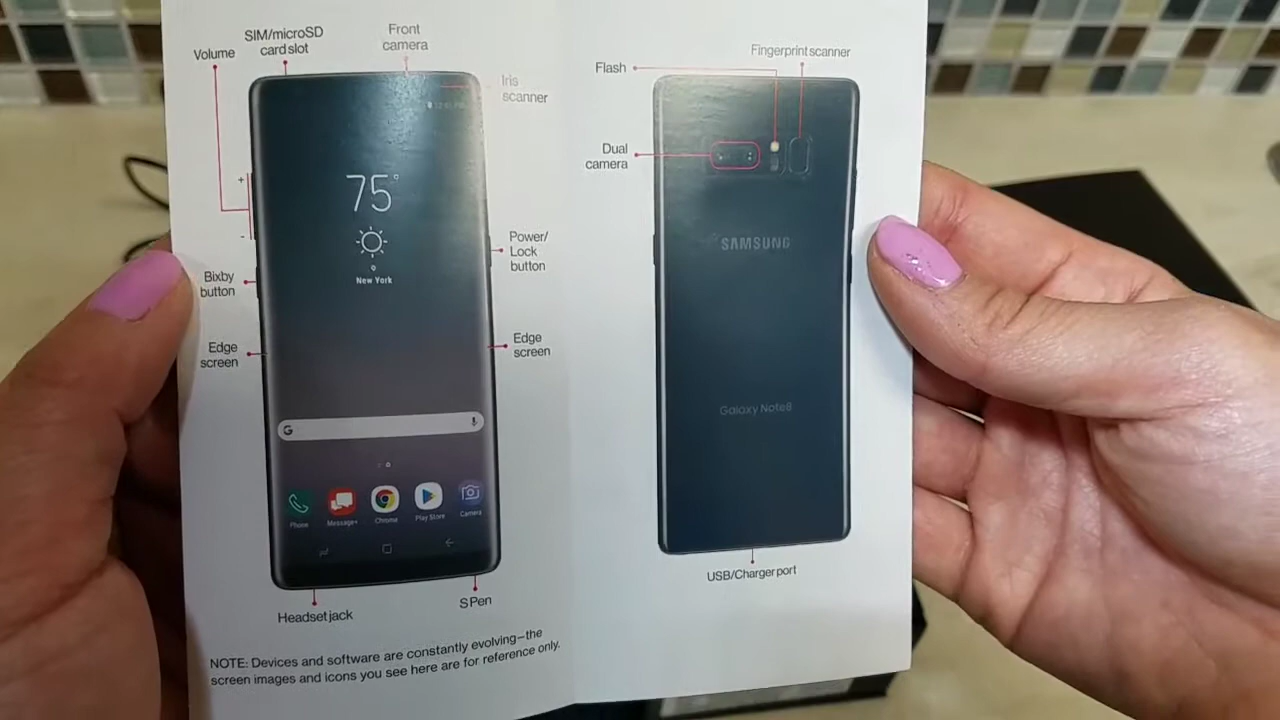 SIM/microSD
card slot
Front
camera
Volume
Iris
scanner
+
-
75°
New York
Power/
Lock
button
Bixby
button
Edge
screen
Edge
screen
G
Phone
Message+
Chrome
Play Store
Camera
Headset jack
S Pen
NOTE: Devices and software are constantly evolving—the
screen images and icons you see here are for reference only.
Fingerprint scanner
Flash
Dual
camera
SAMSUNG
Galaxy Note8
USB/Charger port